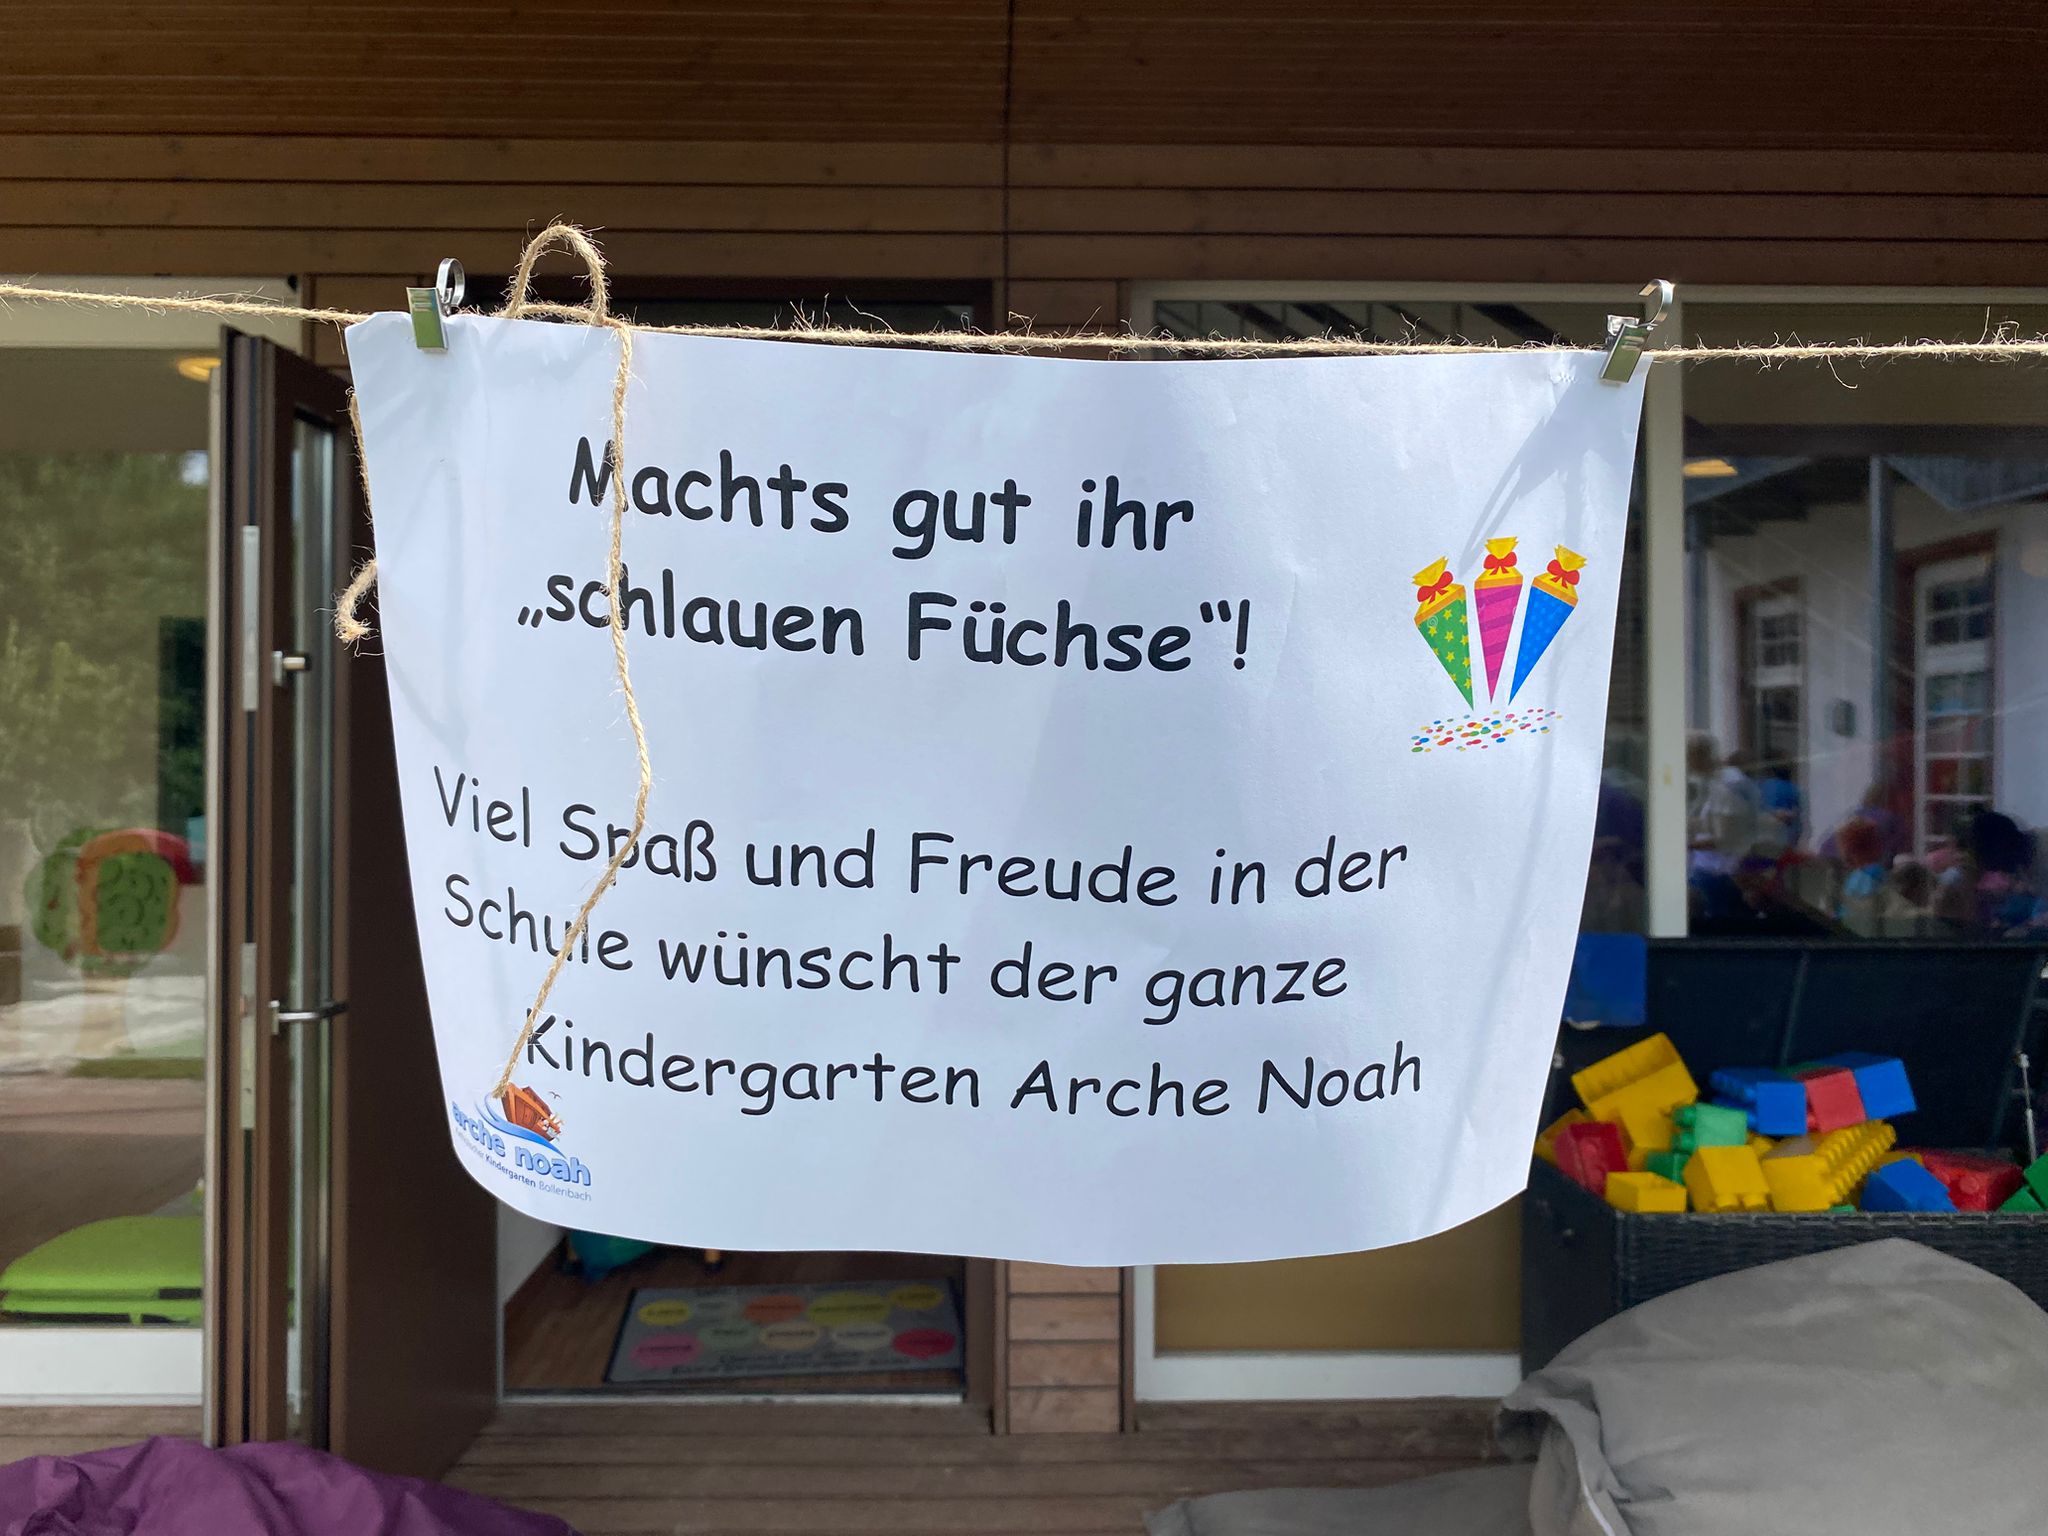 Machts gut ihr
„schlauen Füchse“!
Viel Spaß und Freude in der
Schule wünscht der ganze
Kindergarten Arche Noah
arche noah
Kindergarten Bollenbach